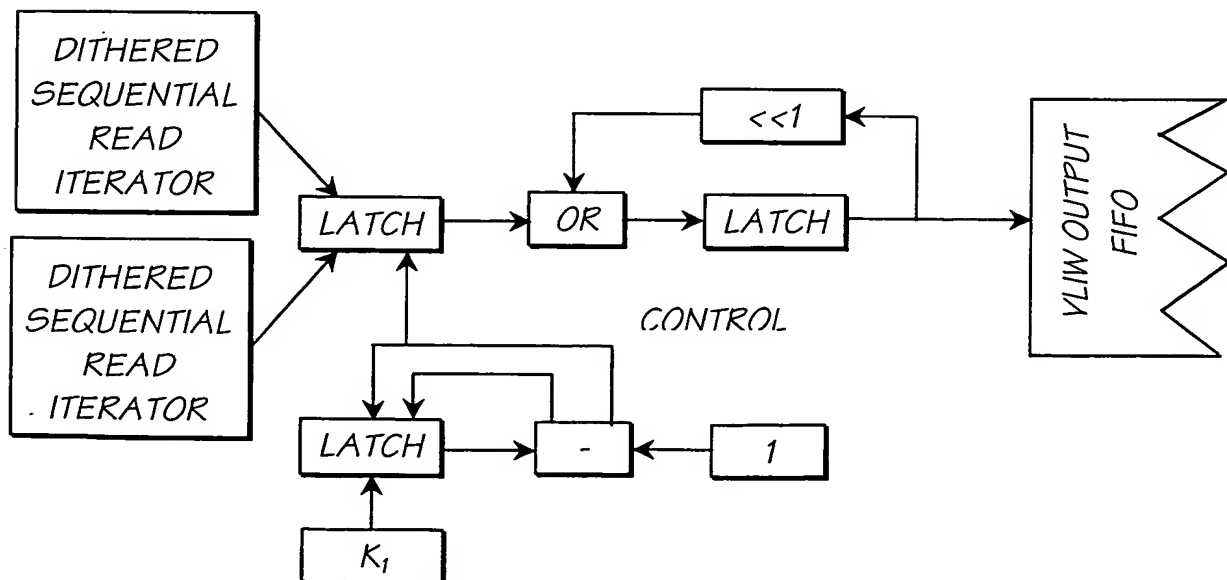 DITHERED
SEQUENTIAL
READ
ITERATOR
<<1
LATCH
OR
LATCH
VLIW OUTPUT
FIFO
DITHERED
SEQUENTIAL
READ
ITERATOR
CONTROL
LATCH
-
1
K₁